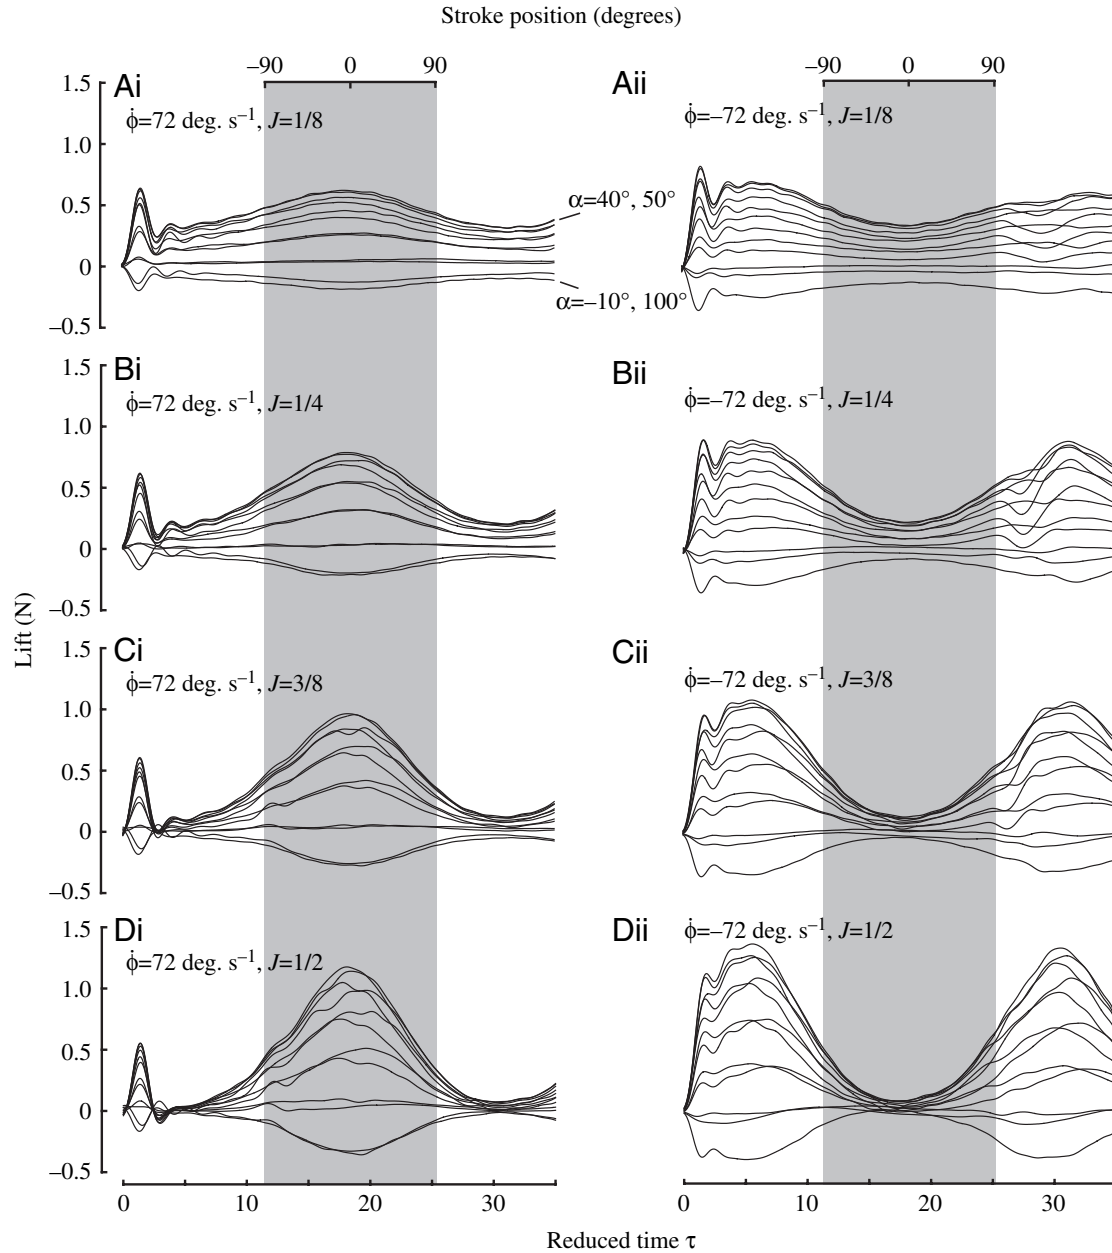 Stroke position (degrees)
–90 0 90
–90 0 90
Ai
φ̇=72 deg. s⁻¹, J=1/8
1.5
1.0
0.5
0
–0.5
α=40°, 50°
α=–10°, 100°
Aii
φ̇=–72 deg. s⁻¹, J=1/8
Bi
φ̇=72 deg. s⁻¹, J=1/4
1.5
1.0
0.5
0
–0.5
Bii
φ̇=–72 deg. s⁻¹, J=1/4
Lift (N)
Ci
φ̇=72 deg. s⁻¹, J=3/8
1.5
1.0
0.5
0
–0.5
Cii
φ̇=–72 deg. s⁻¹, J=3/8
Di
φ̇=72 deg. s⁻¹, J=1/2
1.5
1.0
0.5
0
–0.5
Dii
φ̇=–72 deg. s⁻¹, J=1/2
0 10 20 30
0 10 20 30
Reduced time τ